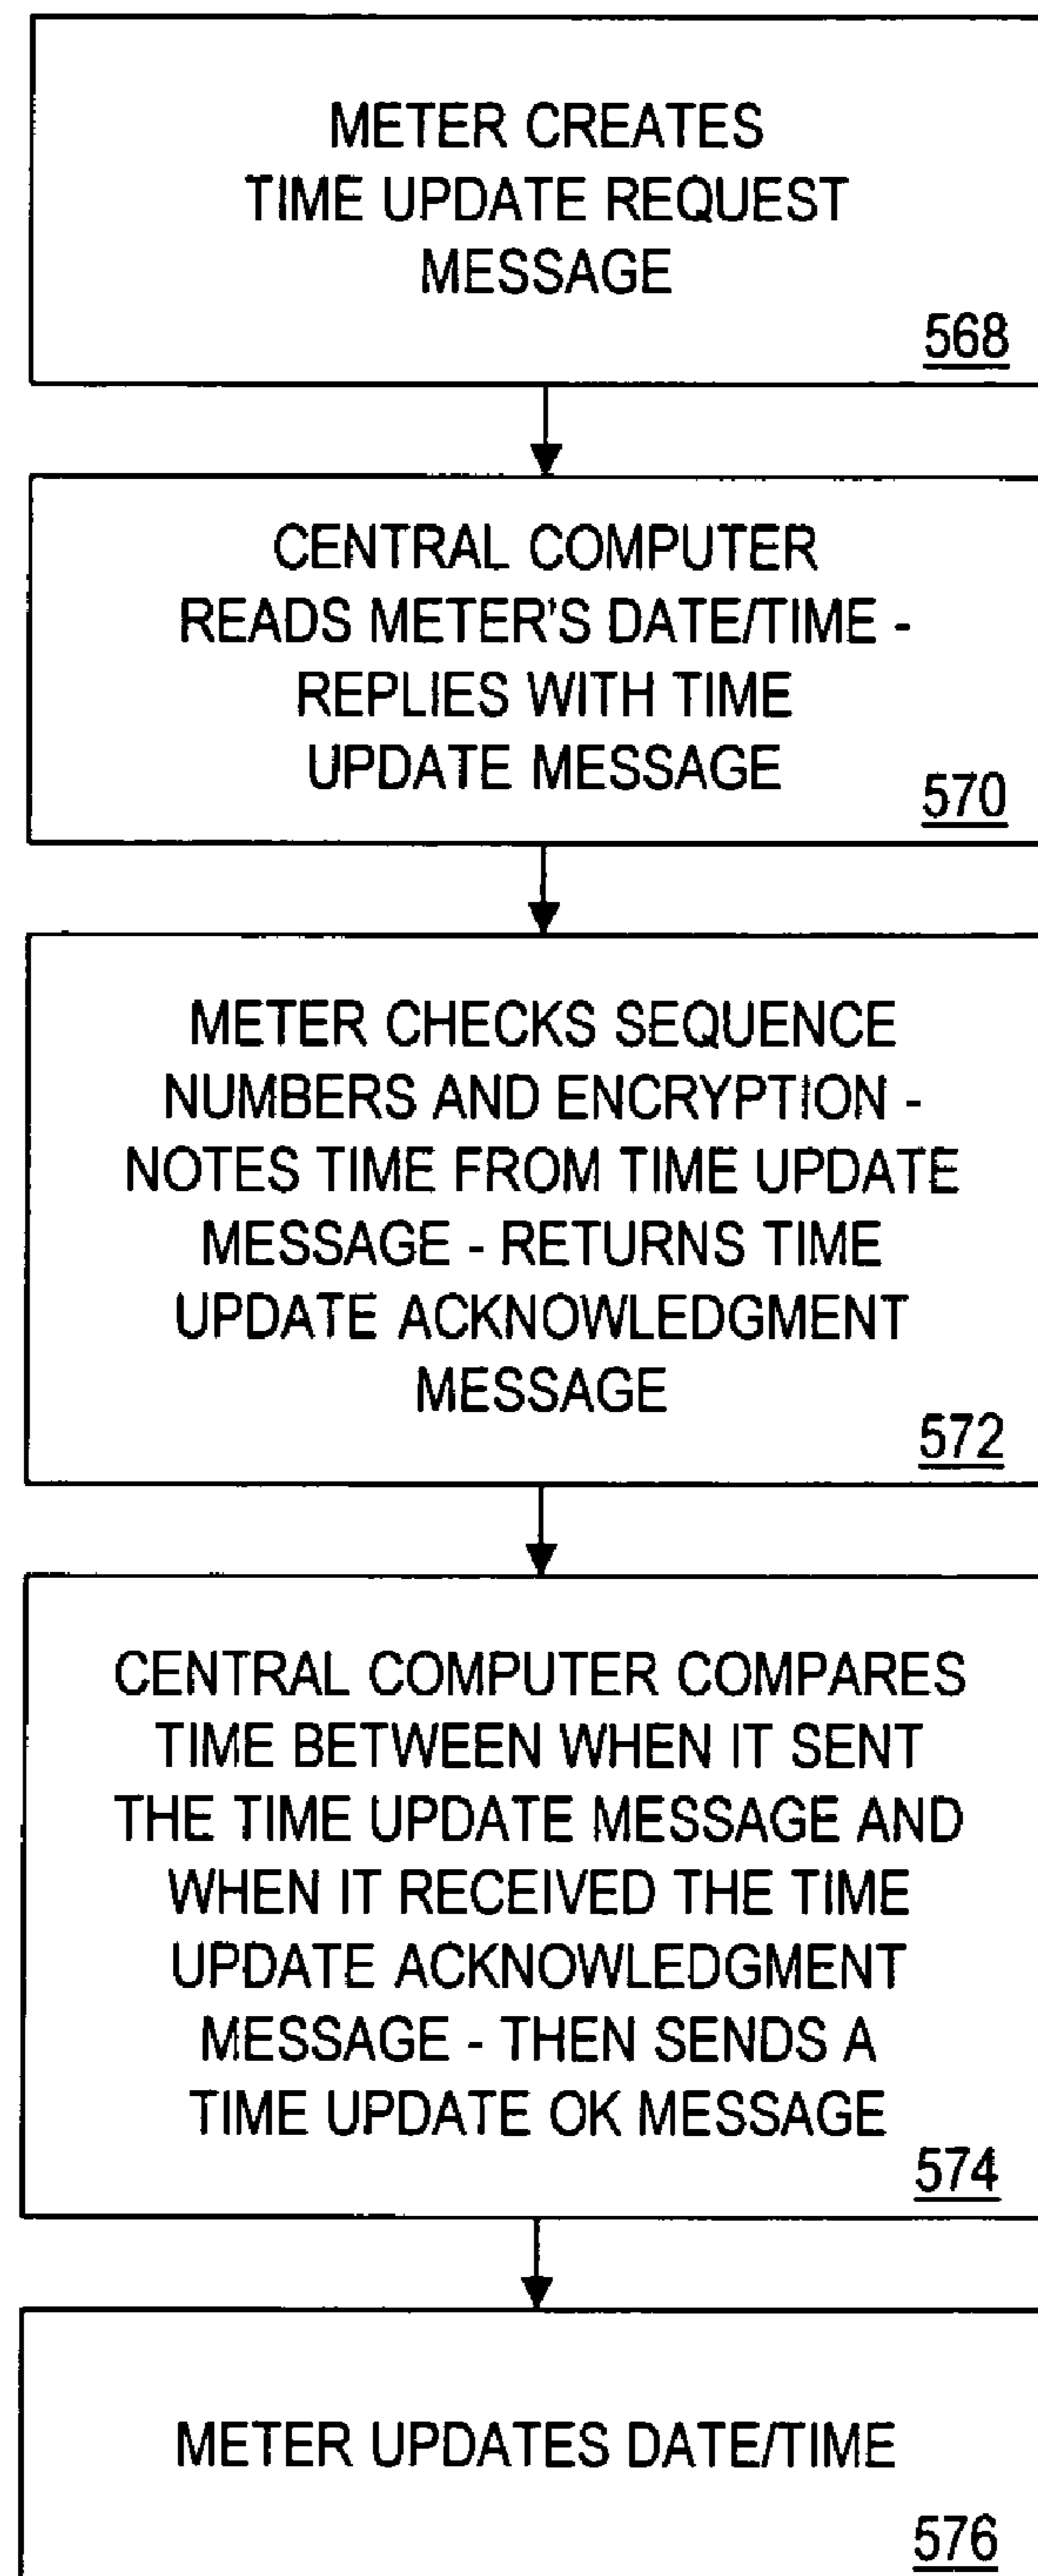 METER CREATES
TIME UPDATE REQUEST
MESSAGE
568
CENTRAL COMPUTER
READS METER'S DATE/TIME -
REPLIES WITH TIME
UPDATE MESSAGE
570
METER CHECKS SEQUENCE
NUMBERS AND ENCRYPTION -
NOTES TIME FROM TIME UPDATE
MESSAGE - RETURNS TIME
UPDATE ACKNOWLEDGMENT
MESSAGE
572
CENTRAL COMPUTER COMPARES
TIME BETWEEN WHEN IT SENT
THE TIME UPDATE MESSAGE AND
WHEN IT RECEIVED THE TIME
UPDATE ACKNOWLEDGMENT
MESSAGE - THEN SENDS A
TIME UPDATE OK MESSAGE
574
METER UPDATES DATE/TIME
576